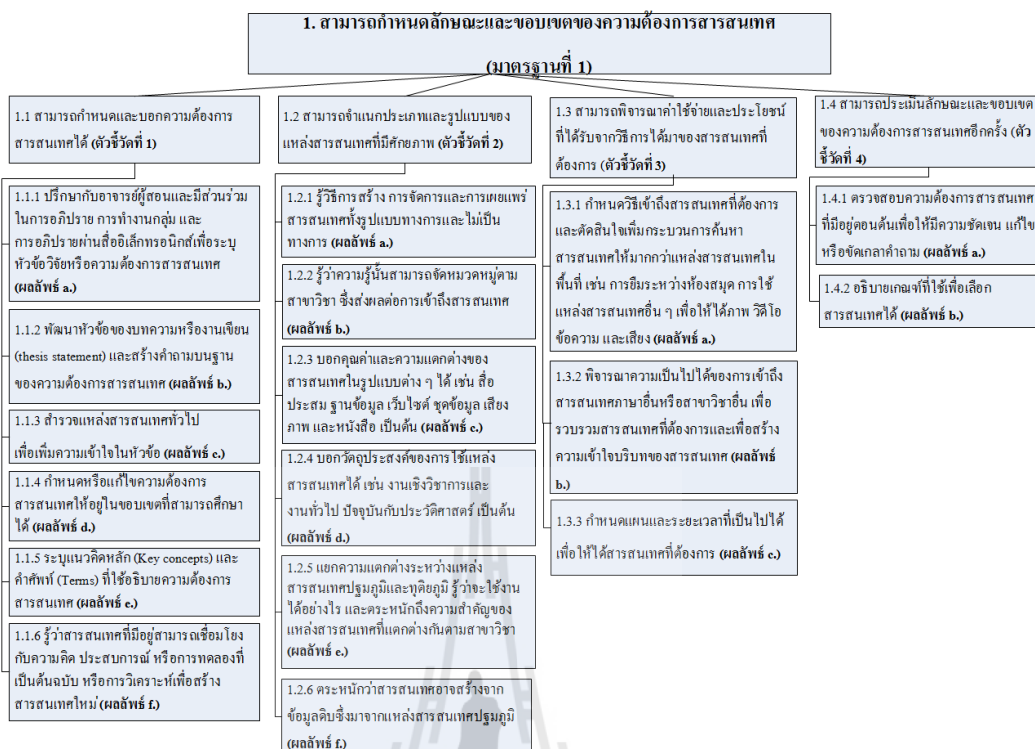 1. สามารถกำหนดลักษณะและขอบเขตของความต้องการสารสนเทศ
(มาตรฐานที่ 1)
1.1 สามารถกำหนดและบอกความต้องการ
สารสนเทศได้ (ตัวชี้วัดที่ 1)
1.1.1 ปรึกษากับอาจารย์ผู้สอนและมีส่วนร่วม
ในการอภิปราย การทำงานกลุ่ม และ
การอภิปรายผ่านสื่ออิเล็กทรอนิกส์เพื่อระบุ
หัวข้อวิจัยหรือความต้องการสารสนเทศ
(ผลลัพธ์ a.)
1.1.2 พัฒนาหัวข้อของบทความหรืองานเขียน
(thesis statement) และสร้างคำถามบนฐาน
ของความต้องการสารสนเทศ (ผลลัพธ์ b.)
1.1.3 สำรวจแหล่งสารสนเทศทั่วไป
เพื่อเพิ่มความเข้าใจในหัวข้อ (ผลลัพธ์ c.)
1.1.4 กำหนดหรือแก้ไขความต้องการ
สารสนเทศให้อยู่ในขอบเขตที่สามารถศึกษา
ได้ (ผลลัพธ์ d.)
1.1.5 ระบุแนวคิดหลัก (Key concepts) และ
คำศัพท์ (Terms) ที่ใช้อธิบายความต้องการ
สารสนเทศ (ผลลัพธ์ e.)
1.1.6 รู้ว่าสารสนเทศที่มีอยู่สามารถเชื่อมโยง
กับความคิด ประสบการณ์ หรือการทดลองที่
เป็นต้นฉบับ หรือการวิเคราะห์เพื่อสร้าง
สารสนเทศใหม่ (ผลลัพธ์ f.)
1.2 สามารถจำแนกประเภทและรูปแบบของ
แหล่งสารสนเทศที่มีศักยภาพ (ตัวชี้วัดที่ 2)
1.2.1 รู้วิธีการสร้าง การจัดการและการเผยแพร่
สารสนเทศทั้งรูปแบบทางการและไม่เป็น
ทางการ (ผลลัพธ์ a.)
1.2.2 รู้ว่าความรู้นั้นสามารถจัดหมวดหมู่ตาม
สาขาวิชา ซึ่งส่งผลต่อการเข้าถึงสารสนเทศ
(ผลลัพธ์ b.)
1.2.3 บอกคุณค่าและความแตกต่างของ
สารสนเทศในรูปแบบต่าง ๆ ได้ เช่น สื่อ
ประสม ฐานข้อมูล เว็บไซต์ ชุดข้อมูล เสียง
ภาพ และหนังสือ เป็นต้น (ผลลัพธ์ c.)
1.2.4 บอกวัตถุประสงค์ของการใช้แหล่ง
สารสนเทศได้ เช่น งานเชิงวิชาการและ
งานทั่วไป ปัจจุบันกับประวัติศาสตร์ เป็นต้น
(ผลลัพธ์ d.)
1.2.5 แยกความแตกต่างระหว่างแหล่ง
สารสนเทศปฐมภูมิและทุติยภูมิ รู้ว่าจะใช้งาน
ได้อย่างไร และตระหนักถึงความสำคัญของ
แหล่งสารสนเทศที่แตกต่างกันตามสาขาวิชา
(ผลลัพธ์ e.)
1.2.6 ตระหนักว่าสารสนเทศอาจสร้างจาก
ข้อมูลดิบซึ่งมาจากแหล่งสารสนเทศปฐมภูมิ
(ผลลัพธ์ f.)
1.3 สามารถพิจารณาค่าใช้จ่ายและประโยชน์
ที่ได้รับจากวิธีการได้มาของสารสนเทศที่
ต้องการ (ตัวชี้วัดที่ 3)
1.3.1 กำหนดวิธีเข้าถึงสารสนเทศที่ต้องการ
และตัดสินใจเพิ่มกระบวนการค้นหา
สารสนเทศให้มากกว่าแหล่งสารสนเทศใน
พื้นที่ เช่น การยืมระหว่างห้องสมุด การใช้
แหล่งสารสนเทศอื่น ๆ เพื่อให้ได้ภาพ วิดีโอ
ข้อความ และเสียง (ผลลัพธ์ a.)
1.3.2 พิจารณาความเป็นไปได้ของการเข้าถึง
สารสนเทศภาษาอื่นหรือสาขาวิชาอื่น เพื่อ
รวบรวมสารสนเทศที่ต้องการและเพื่อสร้าง
ความเข้าใจบริบทของสารสนเทศ (ผลลัพธ์
b.)
1.3.3 กำหนดแผนและระยะเวลาที่เป็นไปได้
เพื่อให้ได้สารสนเทศที่ต้องการ (ผลลัพธ์ c.)
1.4 สามารถประเมินลักษณะและขอบเขต
ของความต้องการสารสนเทศอีกครั้ง (ตัว
ชี้วัดที่ 4)
1.4.1 ตรวจสอบความต้องการสารสนเทศ
ที่มีอยู่ตอนต้นเพื่อให้มีความชัดเจน แก้ไข
หรือขัดเกลาคำถาม (ผลลัพธ์ a.)
1.4.2 อธิบายเกณฑ์ที่ใช้เพื่อเลือก
สารสนเทศได้ (ผลลัพธ์ b.)